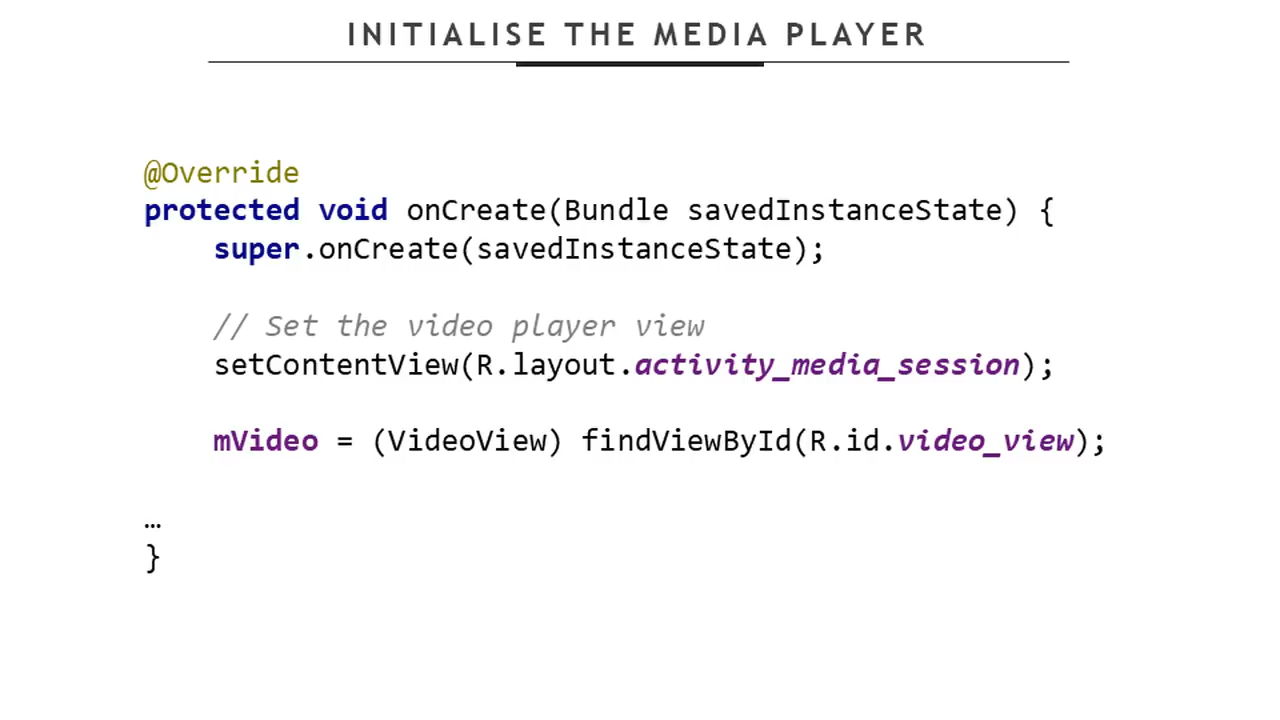 INITIALISE THE MEDIA PLAYER
@Override
protected void onCreate(Bundle savedInstanceState) {
    super.onCreate(savedInstanceState);
    // Set the video player view
    setContentView(R.layout.activity_media_session);
    mVideo = (VideoView) findViewById(R.id.video_view);
…
}